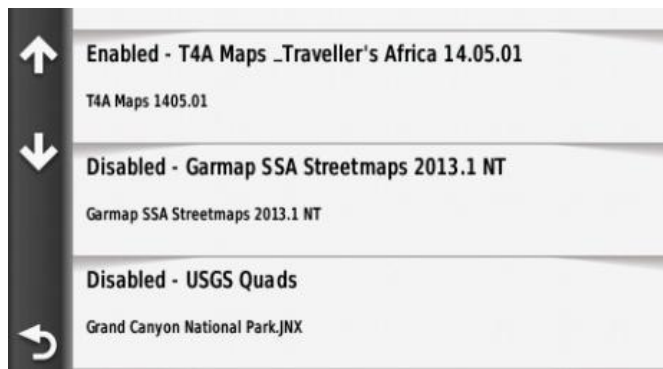 Enabled - T4A Maps _Traveller's Africa 14.05.01
T4A Maps 1405.01
Disabled - Garmap SSA Streetmaps 2013.1 NT
Garmap SSA Streetmaps 2013.1 NT
Disabled - USGS Quads
Grand Canyon National Park.JNX